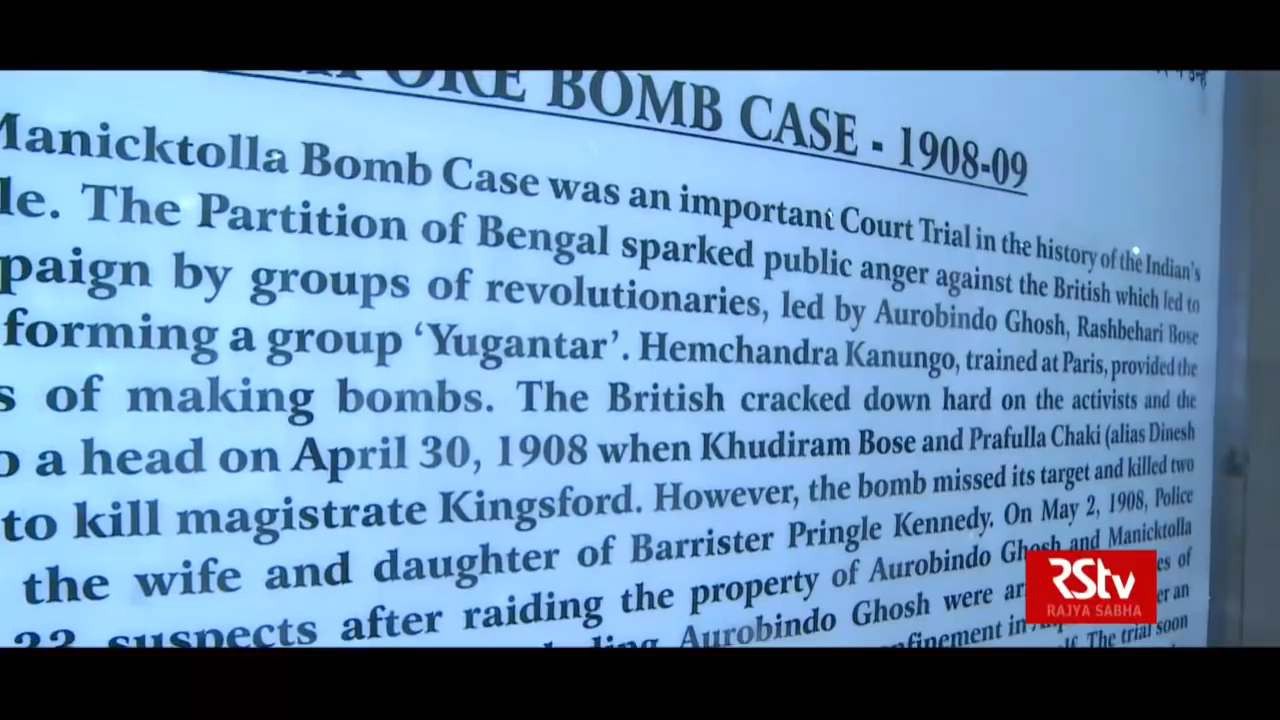 BOMB CASE - 1908-09
Manicktolla Bomb Case was an important Court Trial in the history of the Indian's
The Partition of Bengal sparked public anger against the British which led to
by groups of revolutionaries, led by Aurobindo Ghosh, Rashbehari Bose
forming a group ‘Yugantar’. Hemchandra Kanungo, trained at Paris, provided the
of making bombs. The British cracked down hard on the activists and the
a head on April 30, 1908 when Khudiram Bose and Prafulla Chaki (alias Dinesh
to kill magistrate Kingsford. However, the bomb missed its target and killed two
the wife and daughter of Barrister Pringle Kennedy. On May 2, 1908, Police
suspects after raiding the property of Aurobindo Ghosh and Manicktolla
Aurobindo Ghosh were
of
an
in
The trial soon
RSTV
RAJYA SABHA